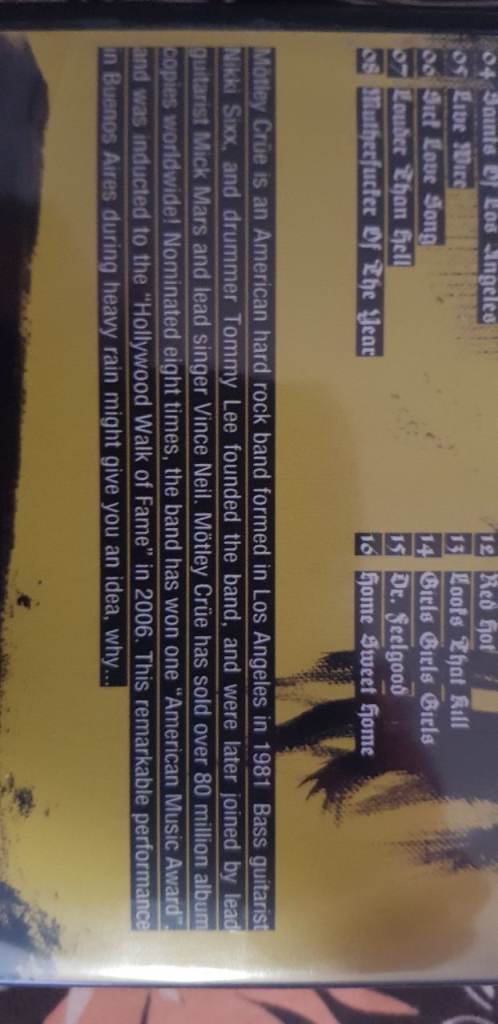 04 Saints Of Los Angeles
05 Live Wire
06 Sick Love Song
07 Louder Than Hell
08 Mutherfucker Of The Year
12 Red Hot
13 Looks That Kill
14 Girls Girls Girls
15 Dr. Feelgood
16 Home Sweet Home
Mötley Crüe is an American hard rock band formed in Los Angeles in 1981 Bass guitarist
Nikki Sixx, and drummer Tommy Lee founded the band, and were later joined by lead
guitarist Mick Mars and lead singer Vince Neil. Mötley Crüe has sold over 80 million album
copies worldwide! Nominated eight times, the band has won one "American Music Award",
and was inducted to the "Hollywood Walk of Fame" in 2006. This remarkable performance
in Buenos Aires during heavy rain might give you an idea, why...